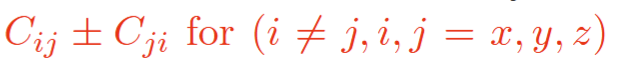 C_{ij} ± C_{ji} for (i ≠ j, i, j = x, y, z)